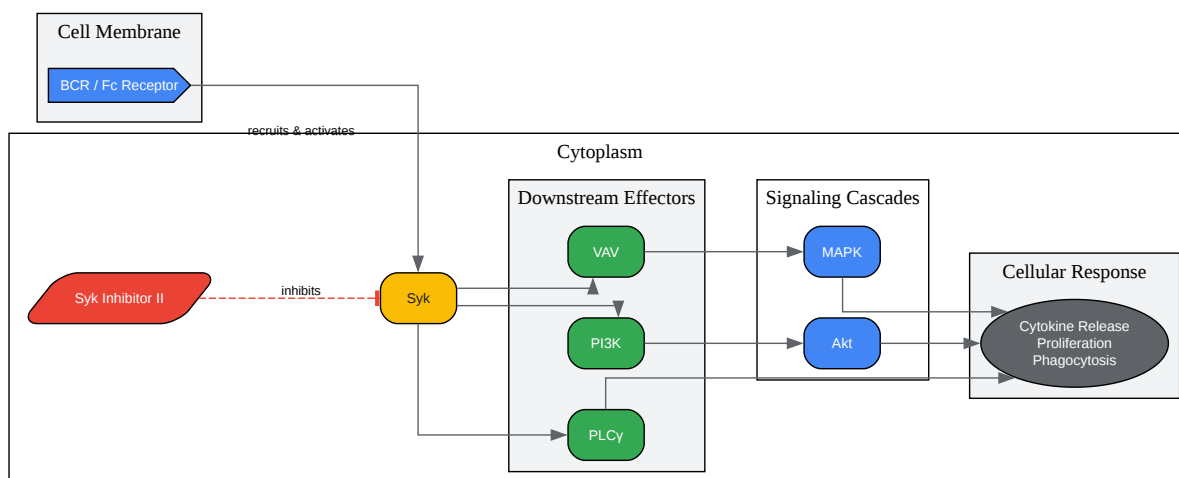 Cell Membrane
BCR / Fc Receptor
recruits & activates
Cytoplasm
Downstream Effectors
Signaling Cascades
VAV
MAPK
Cellular Response
Syk Inhibitor II
inhibits
Syk
Cytokine Release
Proliferation
Phagocytosis
PI3K
Akt
PLCγ